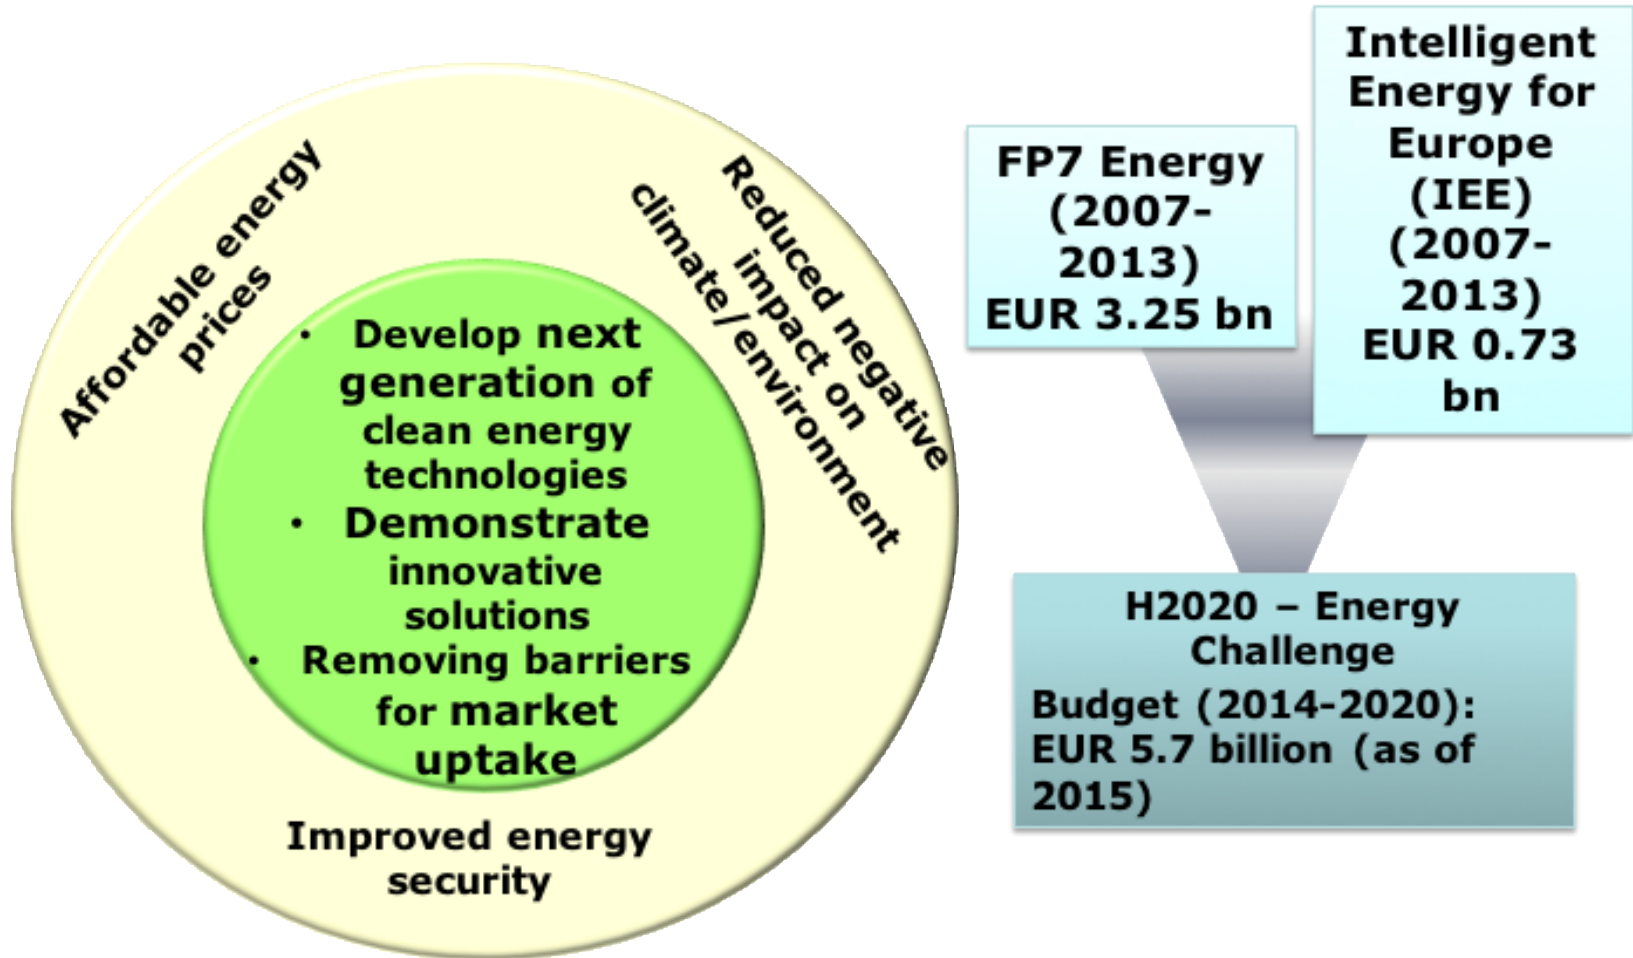 Affordable energy
prices
Reduced negative
impact on
climate/environment
• Develop next
generation of
clean energy
technologies
• Demonstrate
innovative
solutions
• Removing barriers
for market
uptake
Improved energy
security
FP7 Energy
(2007-
2013)
EUR 3.25 bn
Intelligent
Energy for
Europe
(IEE)
(2007-
2013)
EUR 0.73
bn
H2020 – Energy
Challenge
Budget (2014-2020):
EUR 5.7 billion (as of
2015)